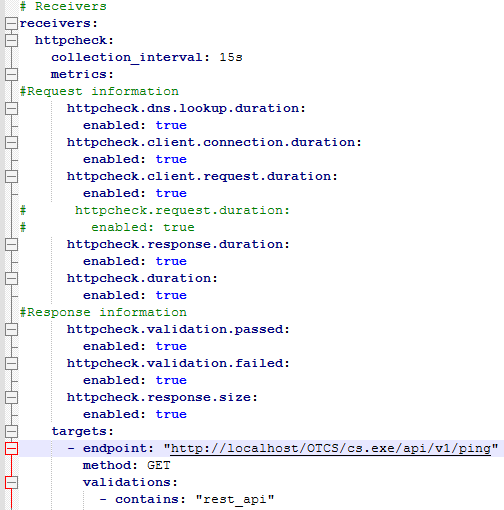 # Receivers
receivers:
httpcheck:
collection_interval: 15s
metrics:
#Request information
httpcheck.dns.lookup.duration:
enabled: true
httpcheck.client.connection.duration:
enabled: true
httpcheck.client.request.duration:
enabled: true
# httpcheck.request.duration:
# enabled: true
httpcheck.response.duration:
enabled: true
httpcheck.duration:
enabled: true
#Response information
httpcheck.validation.passed:
enabled: true
httpcheck.validation.failed:
enabled: true
httpcheck.response.size:
enabled: true
targets:
- endpoint: "http://localhost/OTCS/cs.exe/api/v1/ping"
method: GET
validations:
- contains: "rest_api"